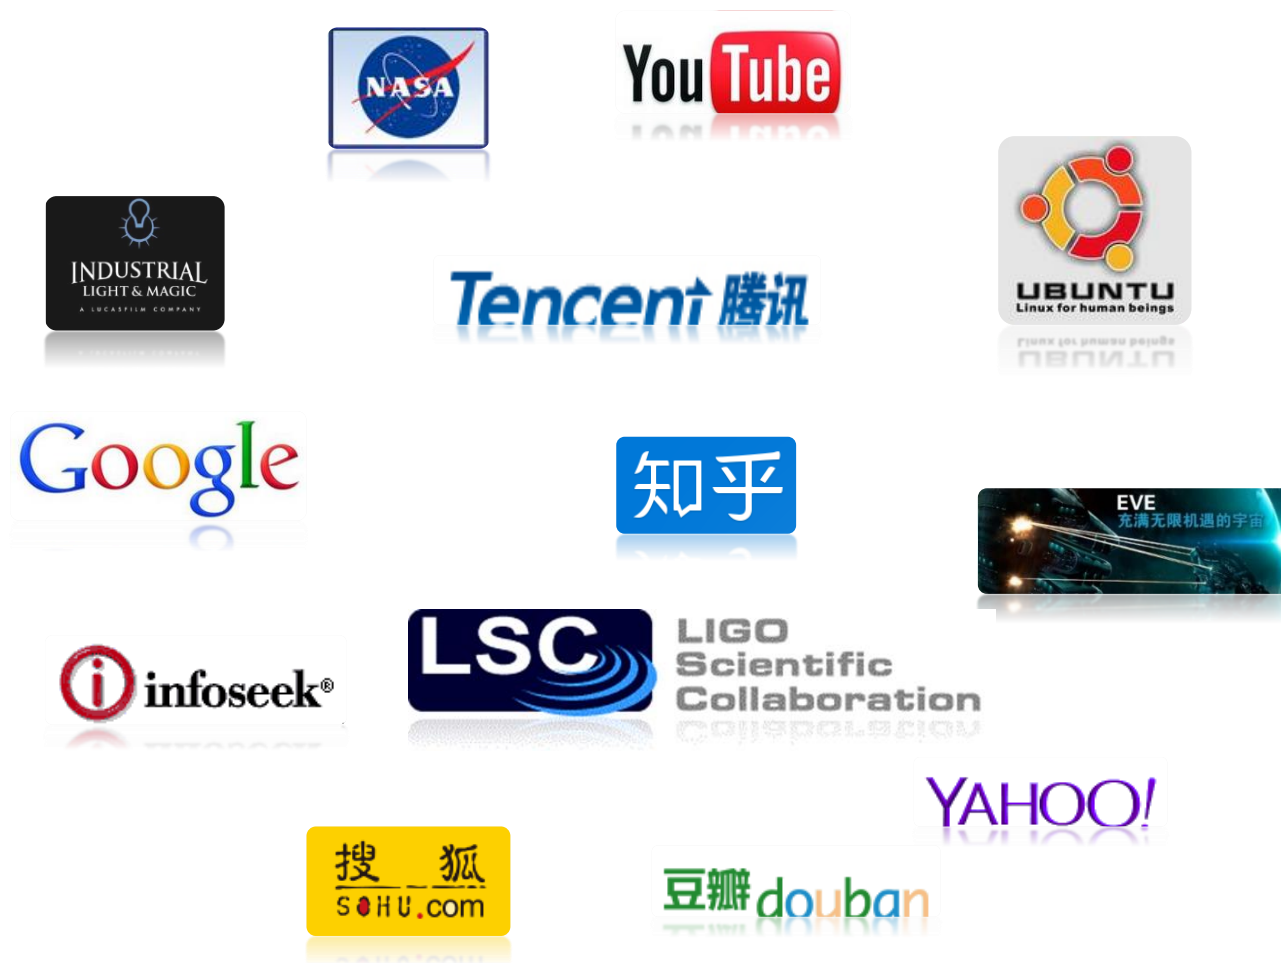 NASA
YouTube
UBUNTU
Linux for human beings
INDUSTRIAL
LIGHT & MAGIC
A LUCASFILM COMPANY
Tencent 腾讯
Google
知乎
EVE
充满无限机遇的宇宙
infoseek®
LSC
LIGO
Scientific
Collaboration
YAHOO!
搜 狐
SOHU.com
豆瓣douban